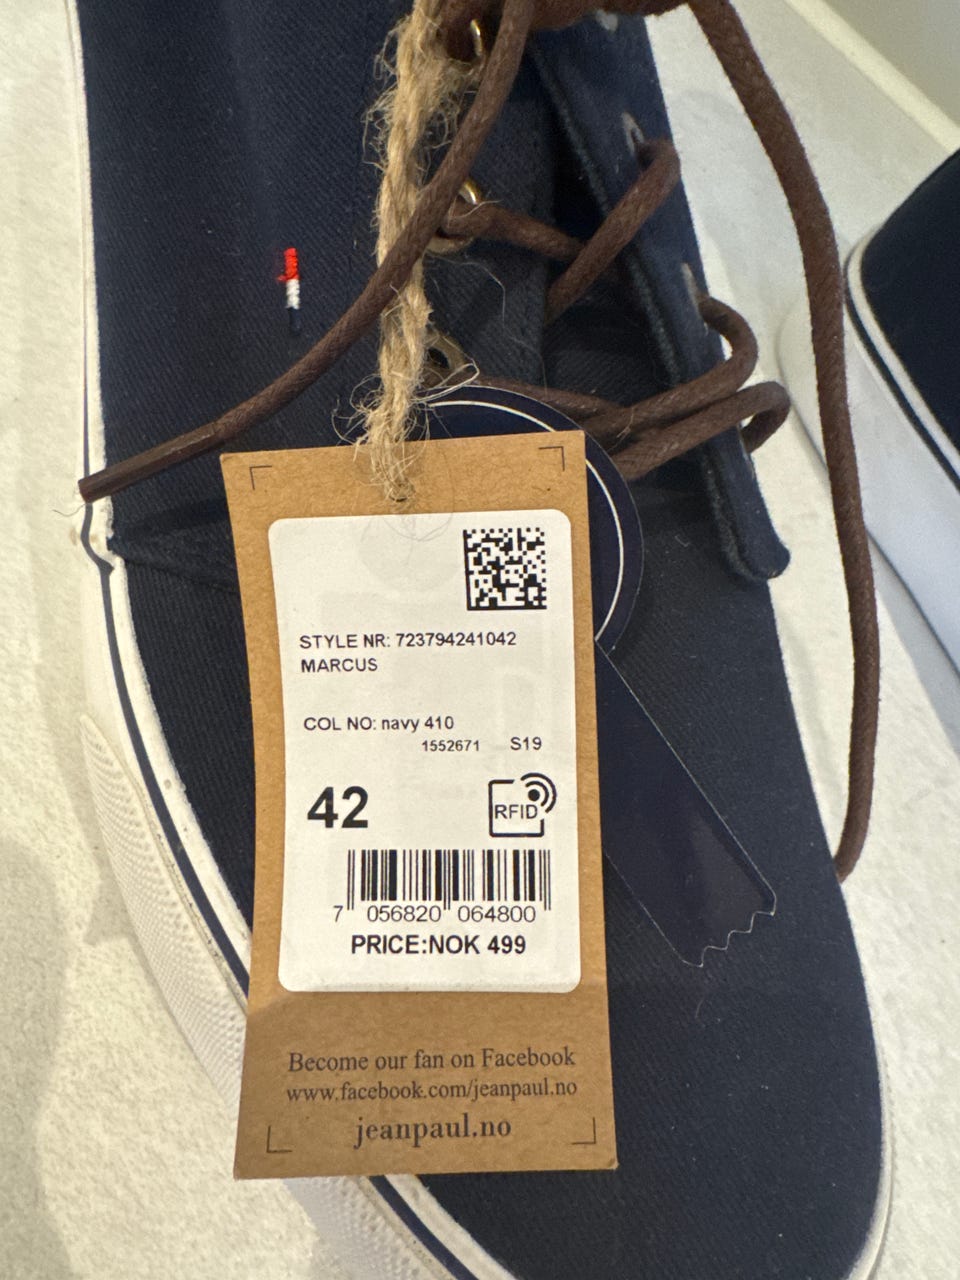 STYLE NR: 723794241042
MARCUS
COL NO: navy 410
1552671 S19
42
RFID
7 056820 064800
PRICE:NOK 499
Become our fan on Facebook
www.facebook.com/jeanpaul.no
jeanpaul.no